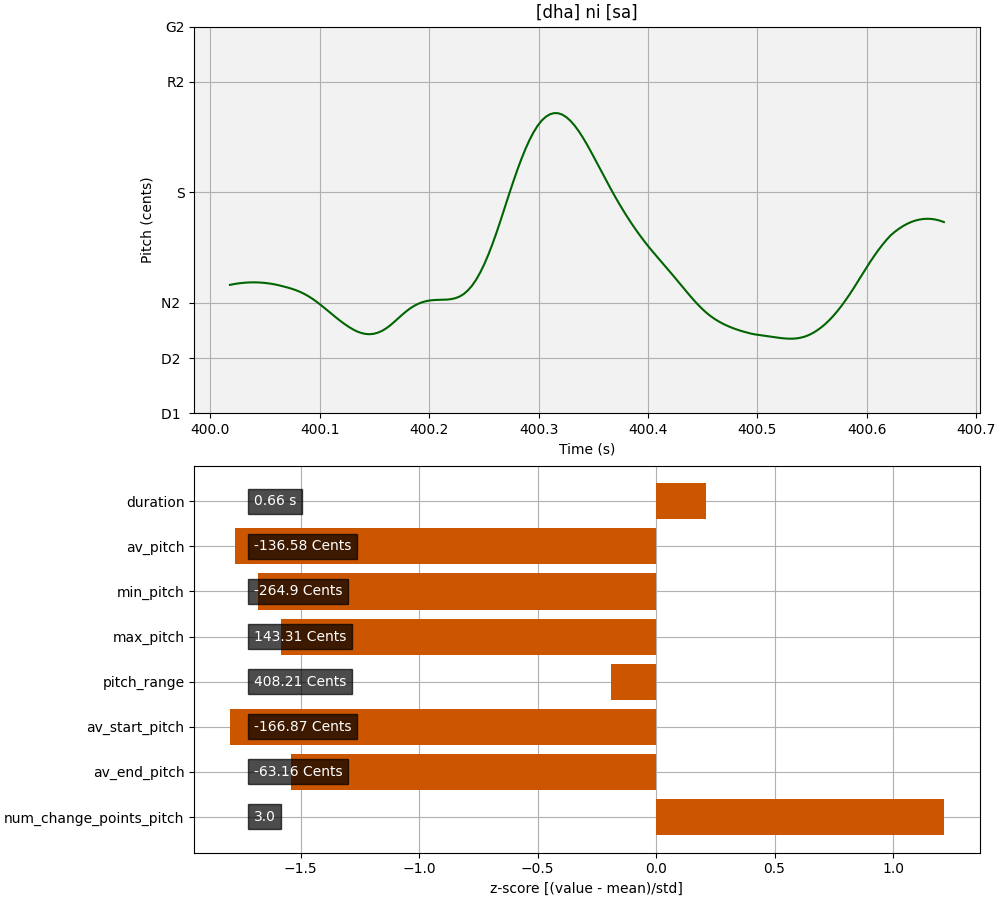 [dha] ni [sa]
G2
R2
S
N2
D2
D1
Pitch (cents)
400.0 400.1 400.2 400.3 400.4 400.5 400.6 400.7
Time (s)
duration 0.66 s
av_pitch -136.58 Cents
min_pitch -264.9 Cents
max_pitch 143.31 Cents
pitch_range 408.21 Cents
av_start_pitch -166.87 Cents
av_end_pitch -63.16 Cents
num_change_points_pitch 3.0
−1.5 −1.0 −0.5 0.0 0.5 1.0
z-score [(value - mean)/std]